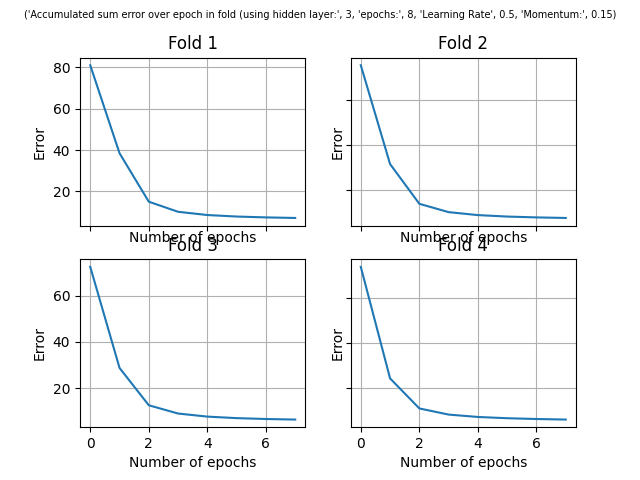 ('Accumulated sum error over epoch in fold (using hidden layer:', 3, 'epochs:', 8, 'Learning Rate', 0.5, 'Momentum:', 0.15)
Fold 1
80
60
40
20
Error
Number of epochs
Fold 2
Error
Number of epochs
Fold 3
60
40
20
Error
0 2 4 6
Number of epochs
Fold 4
Error
0 2 4 6
Number of epochs